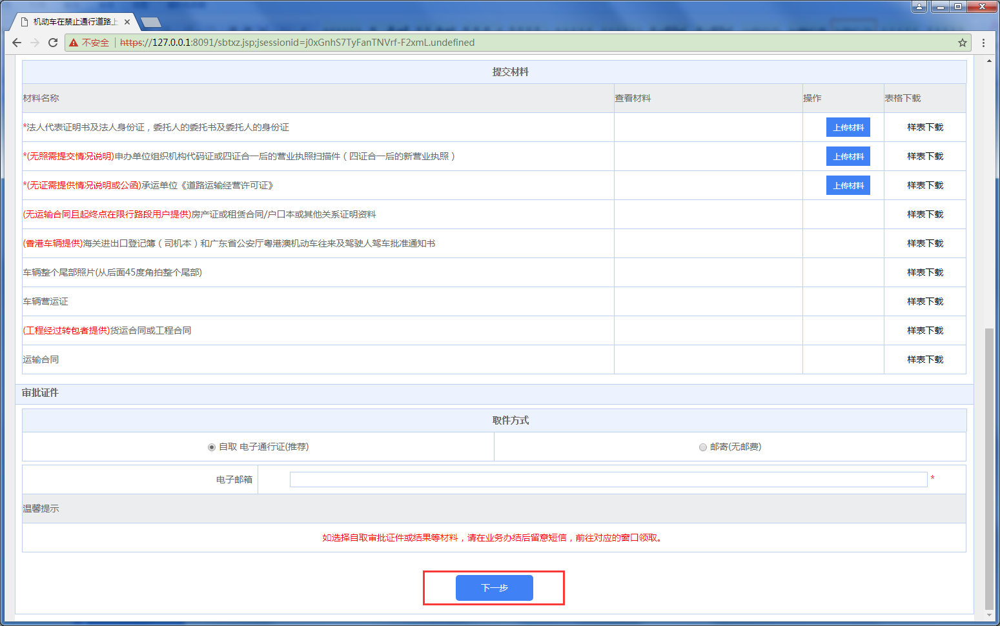 机动车在禁止通行道路上
不安全 https://127.0.0.1:8091/sbtxz.jsp;jsessionid=j0xGnhS7TyFanTNVrf-F2xmL.undefined
提交材料
材料名称 查看材料 操作 表格下载
*法人代表证明书及法人身份证，委托人的委托书及委托人的身份证 上传材料 样表下载
*(无照需提交情况说明)申办单位组织机构代码证或四证合一后的营业执照扫描件（四证合一后的新营业执照） 上传材料 样表下载
*(无证需提供情况说明或公函)承运单位《道路运输经营许可证》 上传材料 样表下载
(无运输合同且起终点在限行路段用户提供)房产证或租赁合同/户口本或其他关系证明资料 样表下载
(香港车辆提供)海关进出口登记簿（司机本）和广东省公安厅粤港澳机动车往来及驾驶人驾车批准通知书 样表下载
车辆整个尾部照片(从后面45度角拍整个尾部) 样表下载
车辆营运证 样表下载
(工程经过转包者提供)货运合同或工程合同 样表下载
运输合同 样表下载
审批证件
取件方式
自取 电子通行证(推荐) 邮寄(无邮费)
电子邮箱 *
温馨提示
如选择自取审批证件或结果等材料，请在业务办结后留意短信，前往对应的窗口领取。
下一步